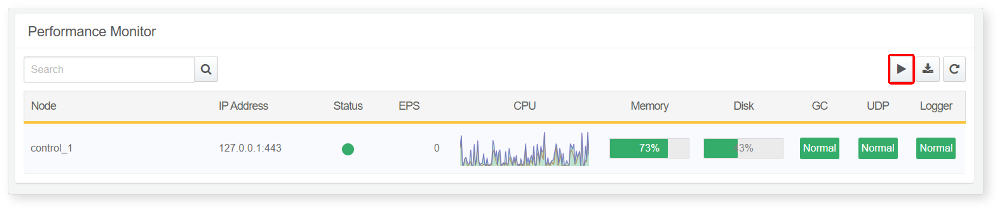 Performance Monitor
Search
Node IP Address Status EPS CPU Memory Disk GC UDP Logger
control_1 127.0.0.1:443 0 73% 43% Normal Normal Normal